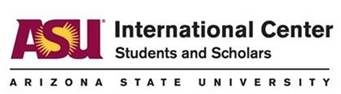 ASU International Center
Students and Scholars
ARIZONA STATE UNIVERSITY